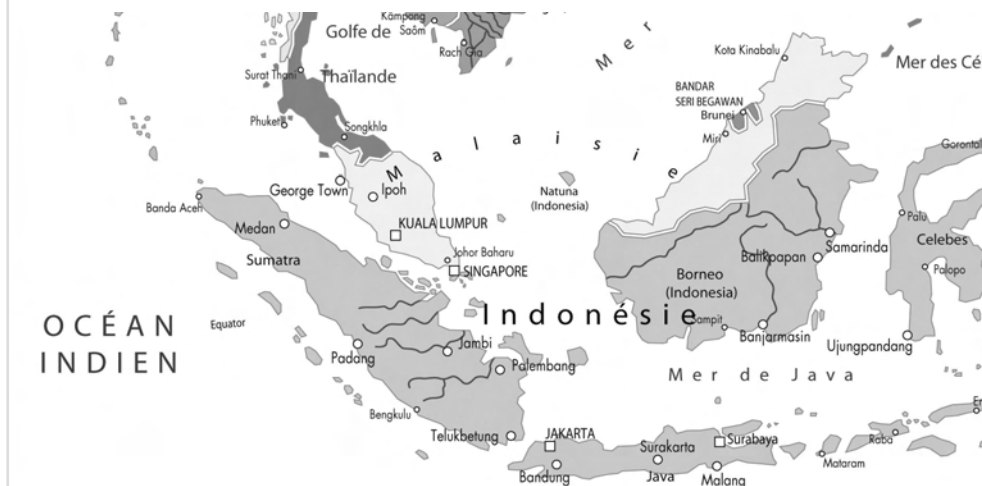 Kâmpong
Saôm
Golfe de
Thaïlande
Rach Gia
Surat Thani
Phuket
Songkhla
Mer
Kota Kinabalu
Mer des Cé
BANDAR
SERI BEGAWAN
Brunei
Miri
Malaisie
George Town
Ipoh
Natuna
(Indonesia)
Banda Aceh
Medan
KUALA LUMPUR
Johor Baharu
SINGAPORE
Sumatra
Gorontal
Palu
Celebes
Palopo
Samarinda
Balikpapan
Borneo
(Indonesia)
Indonésie
Sampit
Banjarmasin
Ujungpandang
OCÉAN
INDIEN
Equator
Padang
Jambi
Palembang
Mer de Java
Bengkulu
Telukbetung
JAKARTA
Bandung
Surakarta
Java
Surabaya
Malang
Mataram
Raba
En